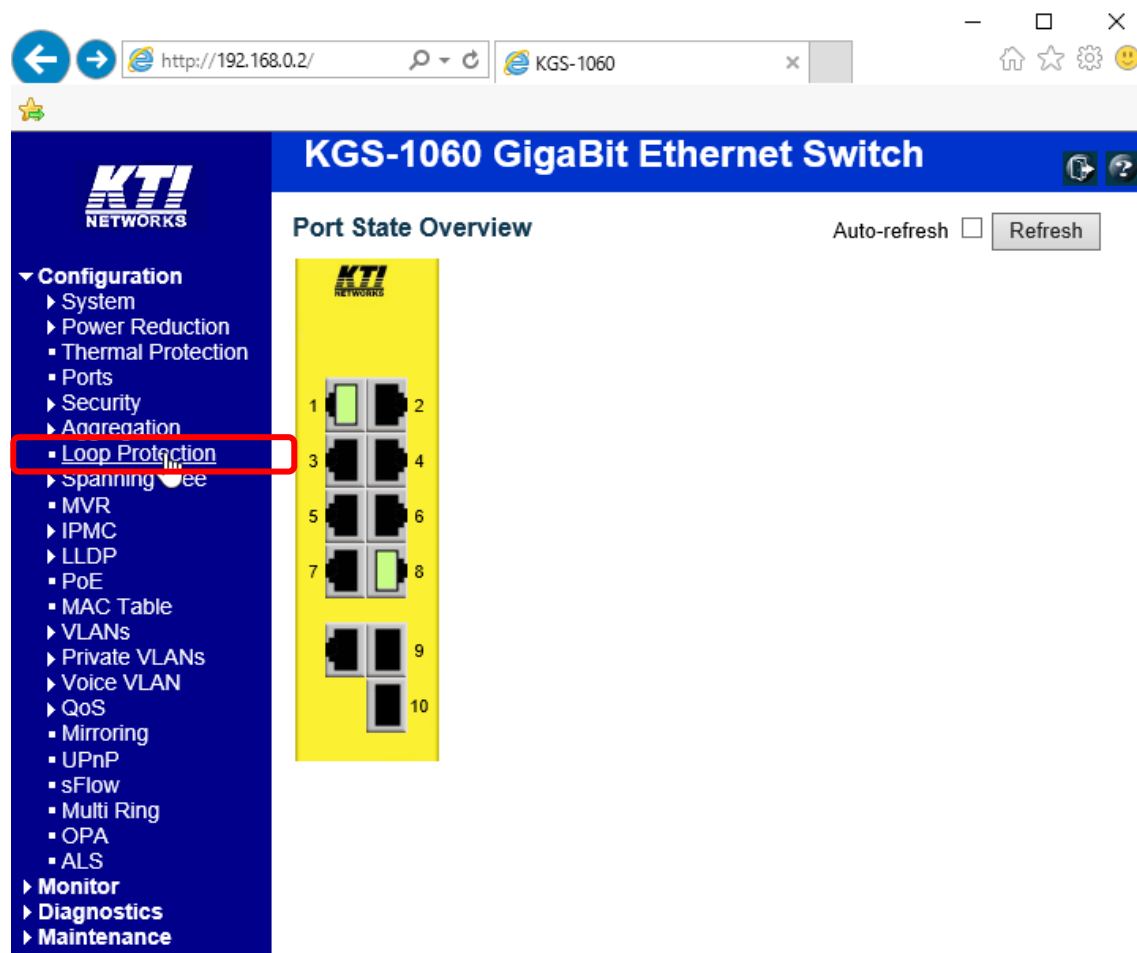 http://192.168.0.2/
KGS-1060
KTI
NETWORKS
KGS-1060 GigaBit Ethernet Switch
Port State Overview
Auto-refresh
Refresh
Configuration
System
Power Reduction
Thermal Protection
Ports
Security
Aggregation
Loop Protection
Spanning Tree
MVR
IPMC
LLDP
PoE
MAC Table
VLANs
Private VLANs
Voice VLAN
QoS
Mirroring
UPnP
sFlow
Multi Ring
OPA
ALS
Monitor
Diagnostics
Maintenance
KTI
NETWORKS
1
2
3
4
5
6
7
8
9
10